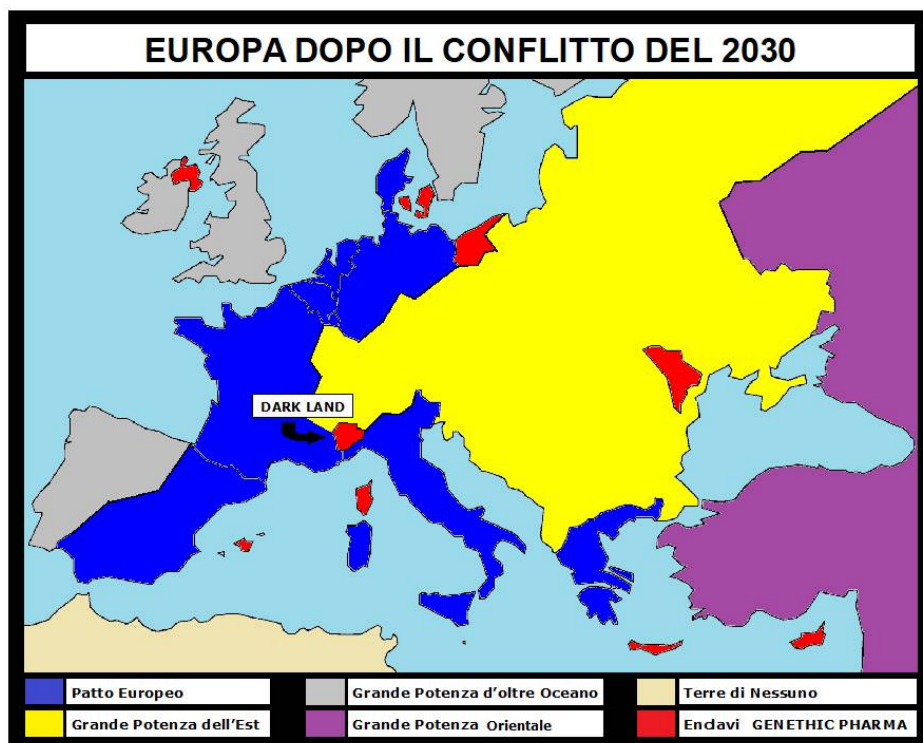 EUROPA DOPO IL CONFLITTO DEL 2030
DARK LAND
Patto Europeo
Grande Potenza d'oltre Oceano
Terre di Nessuno
Grande Potenza dell'Est
Grande Potenza Orientale
Enclavi GENETHIC PHARMA